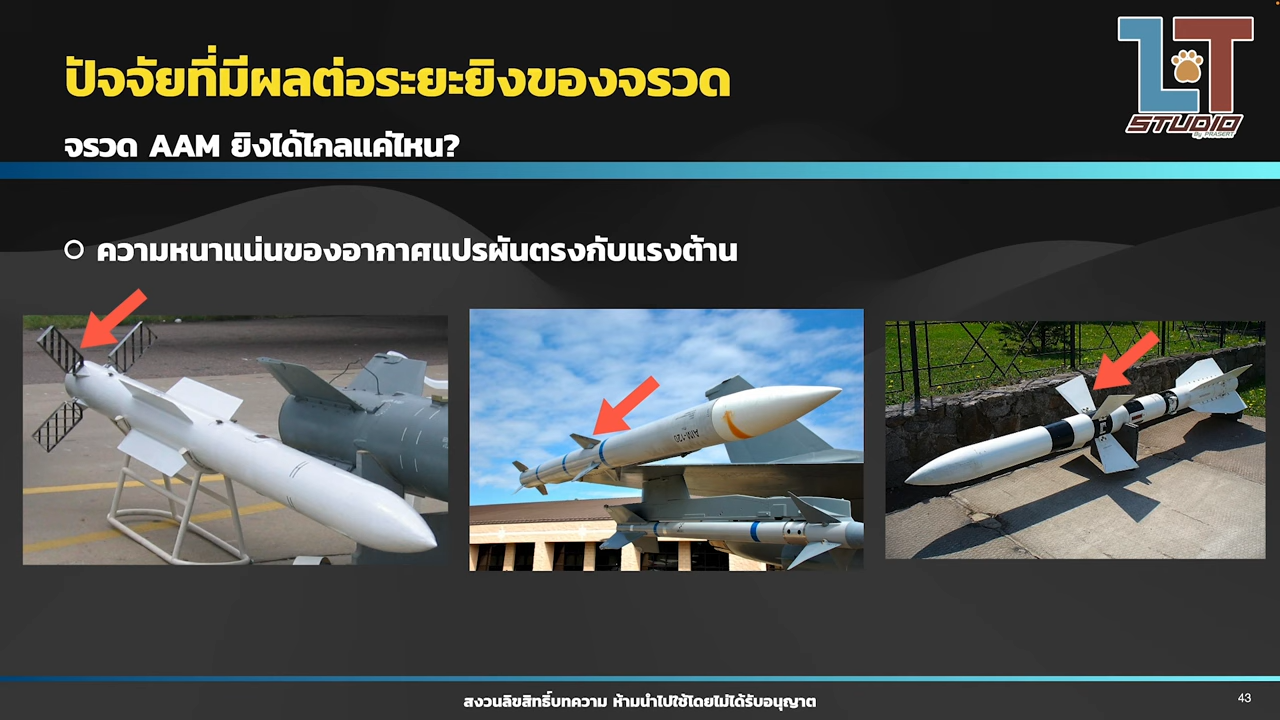 ปัจจัยที่มีผลต่อระยะยิงของจรวด
จรวด AAM ยิงได้ไกลแค่ไหน?
LT
STUDIO
By PRASERT
ความหนาแน่นของอากาศแปรผันตรงกับแรงต้าน
AIM-120
สงวนลิขสิทธิ์บทความ ห้ามนำไปใช้โดยไม่ได้รับอนุญาต
43